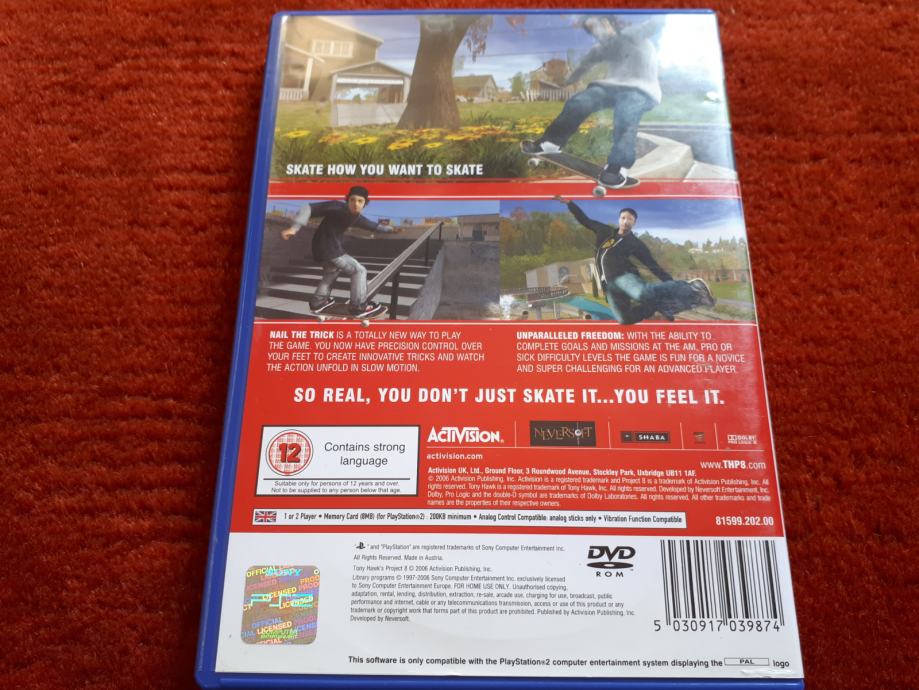 SKATE HOW YOU WANT TO SKATE
NAIL THE TRICK IS A TOTALLY NEW WAY TO PLAY
THE GAME. YOU NOW HAVE PRECISION CONTROL OVER
YOUR FEET TO CREATE INNOVATIVE TRICKS AND WATCH
THE ACTION UNFOLD IN SLOW MOTION.
UNPARALLELED FREEDOM: WITH THE ABILITY TO
COMPLETE GOALS AND MISSIONS AT THE AM, PRO OR
SICK DIFFICULTY LEVELS THE GAME IS FUN FOR A NOVICE
AND SUPER CHALLENGING FOR AN ADVANCED PLAYER.
SO REAL, YOU DON'T JUST SKATE IT...YOU FEEL IT.
12
Contains strong
language
Suitable only for persons of 12 years and over.
Not to be supplied to any person below that age.
ACTIVISION.
NEVERSOFT
SHABA
DOLBY
PRO LOGIC II
activision.com
www.THP8.com
Activision UK, Ltd., Ground Floor, 3 Roundwood Avenue, Stockley Park, Uxbridge UB11 1AF.
© 2006 Activision Publishing, Inc. Activision is a registered trademark and Project 8 is a trademark of Activision Publishing, Inc. All
rights reserved. Tony Hawk is a registered trademark of Tony Hawk, Inc. All rights reserved. Developed by Neversoft Entertainment, Inc.
Dolby, Pro Logic and the double-D symbol are trademarks of Dolby Laboratories. All rights reserved. All other trademarks and trade
names are the properties of their respective owners.
1 or 2 Player • Memory Card (8MB) (for PlayStation®2) : 200KB minimum • Analog Control Compatible: analog sticks only • Vibration Function Compatible
81599.202.00
" " and "PlayStation" are registered trademarks of Sony Computer Entertainment Inc.
All Rights Reserved. Made in Austria.
Tony Hawk's Project 8 © 2006 Activision Publishing, Inc.
Library programs © 1997-2006 Sony Computer Entertainment Inc. exclusively licensed
to Sony Computer Entertainment Europe. FOR HOME USE ONLY. Unauthorised copying,
adaptation, rental, lending, distribution, extraction, re-sale, arcade use, charging for use, broadcast, public
performance and internet, cable or any telecommunications transmission, access or use of this product or any
trademark or copyright work that forms part of this product are prohibited. Published by Activision Publishing, Inc.
Developed by Neversoft.
DVD
ROM
5 030917 039874
OFFICIAL
LICENSED PROD
COMPUTER
ENTERTAINMENT
This software is only compatible with the PlayStation®2 computer entertainment system displaying the PAL logo